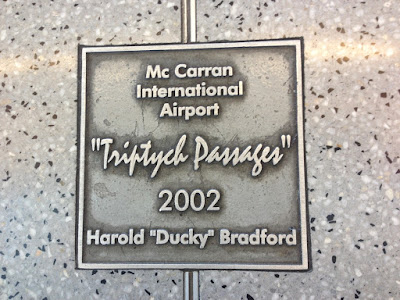 Mc Carran
International
Airport
"Triptych Passages"
2002
Harold "Ducky" Bradford